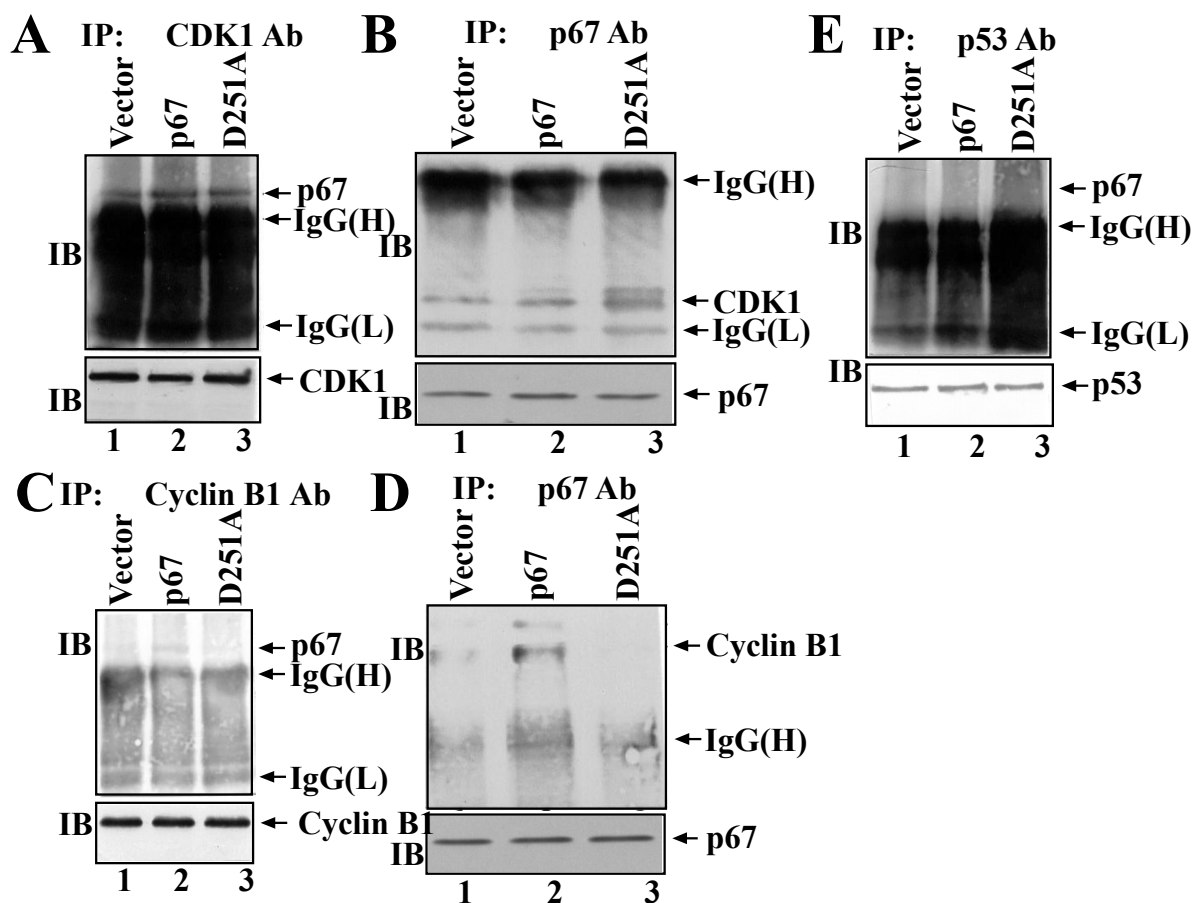 A IP: CDK1 Ab
Vector p67 D251A
p67
IgG(H)
IB
IgG(L)
CDK1
IB
1 2 3
B IP: p67 Ab
Vector p67 D251A
IgG(H)
IB
CDK1
IgG(L)
p67
IB
1 2 3
E IP: p53 Ab
Vector p67 D251A
p67
IgG(H)
IB
IgG(L)
IB
p53
1 2 3
C IP: Cyclin B1 Ab
Vector p67 D251A
IB
p67
IgG(H)
IgG(L)
IB Cyclin B1
1 2 3
D IP: p67 Ab
Vector p67 D251A
IB Cyclin B1
IgG(H)
p67
IB
1 2 3